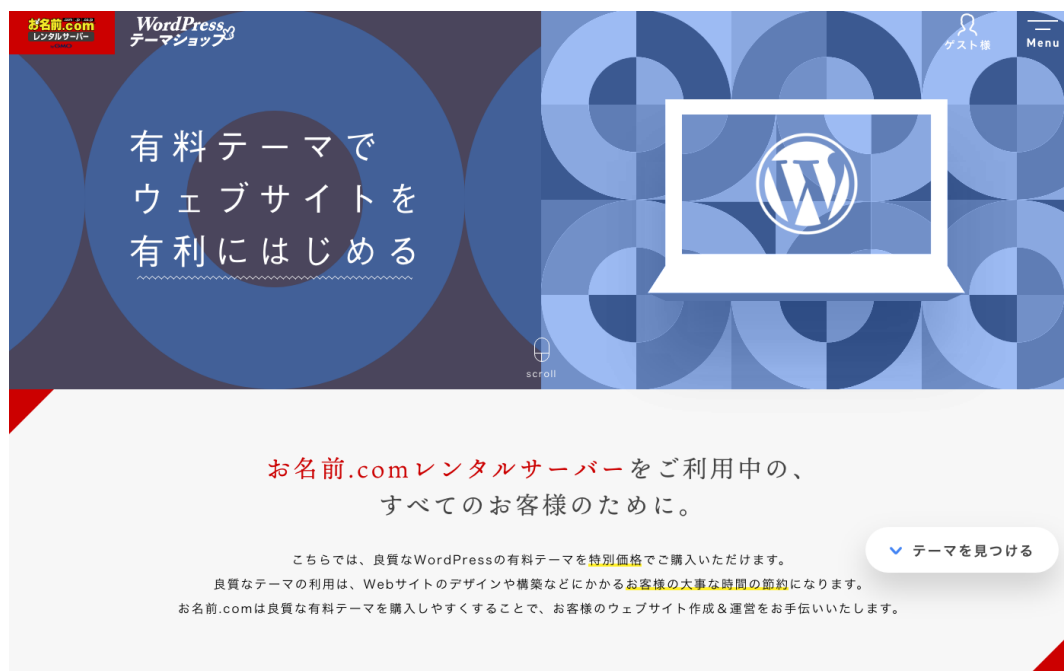 お名前.com
レンタルサーバー
WordPress
テーマショップ
ゲスト様
Menu
有料テーマで
ウェブサイトを
有利にはじめる
scroll
お名前.comレンタルサーバーをご利用中の、
すべてのお客様のために。
こちらでは、良質なWordPressの有料テーマを特別価格でご購入いただけます。
良質なテーマの利用は、Webサイトのデザインや構築などにかかるお客様の大事な時間の節約になります。
お名前.comは良質な有料テーマを購入しやすくすることで、お客様のウェブサイト作成&運営をお手伝いいたします。
テーマを見つける